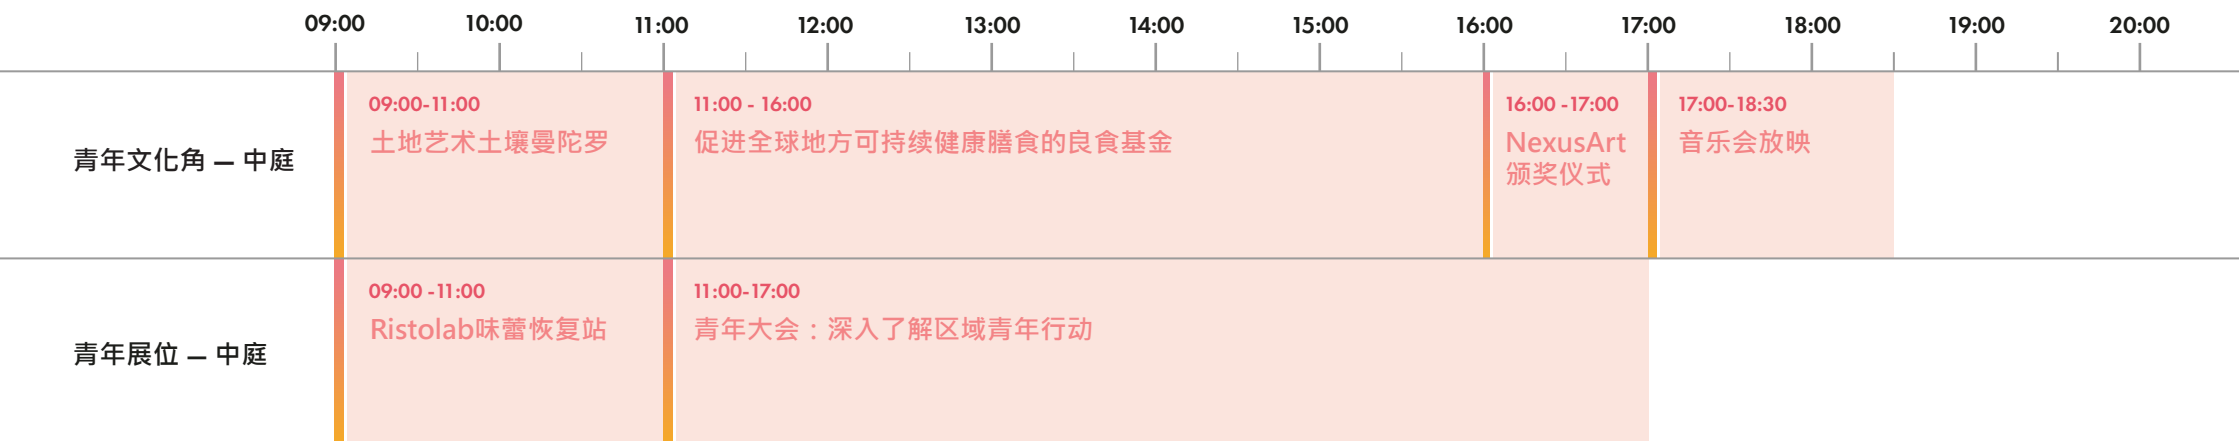 09:00 10:00 11:00 12:00 13:00 14:00 15:00 16:00 17:00 18:00 19:00 20:00
青年文化角 – 中庭
09:00-11:00
土地艺术土壤曼陀罗
11:00 - 16:00
促进全球地方可持续健康膳食的良食基金
16:00 -17:00
NexusArt
颁奖仪式
17:00-18:30
音乐会放映
青年展位 – 中庭
09:00 -11:00
Ristolab味蕾恢复站
11:00-17:00
青年大会：深入了解区域青年行动